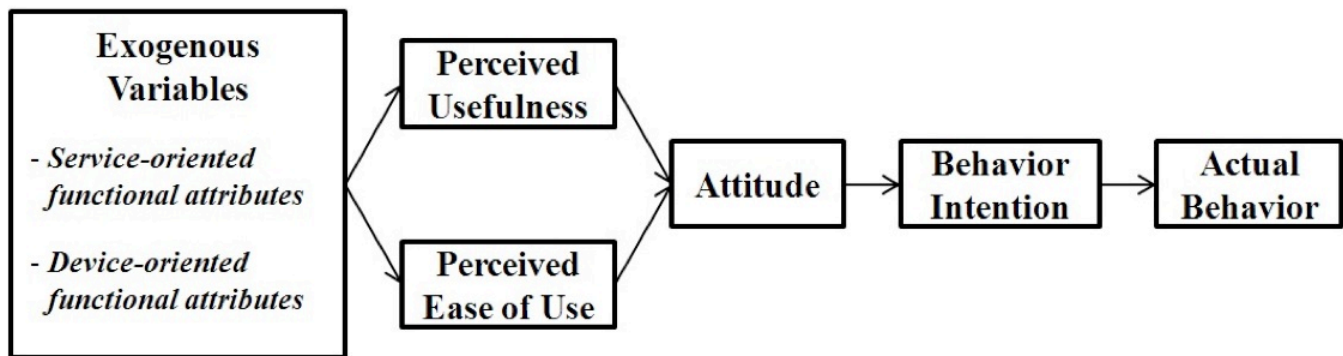 Exogenous
Variables
- Service-oriented
functional attributes
- Device-oriented
functional attributes
Perceived
Usefulness
Perceived
Ease of Use
Attitude
Behavior
Intention
Actual
Behavior